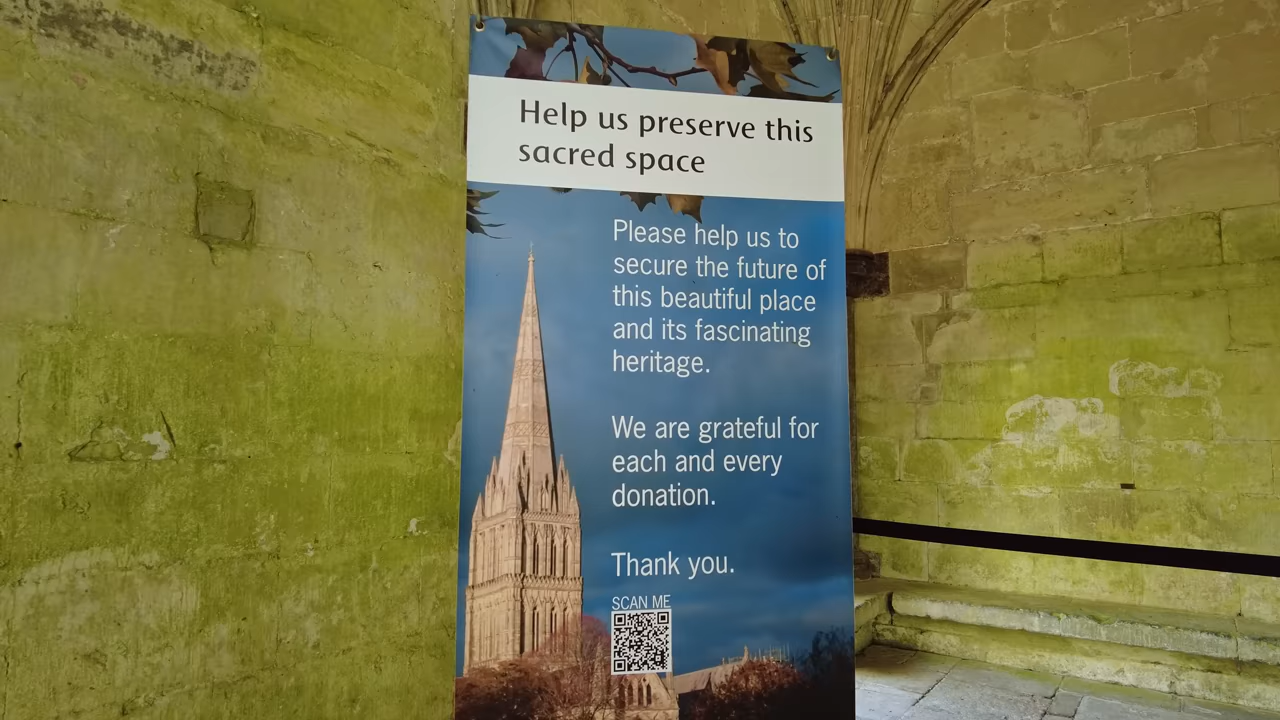 Help us preserve this
sacred space
Please help us to
secure the future of
this beautiful place
and its fascinating
heritage.
We are grateful for
each and every
donation.
Thank you.
SCAN ME